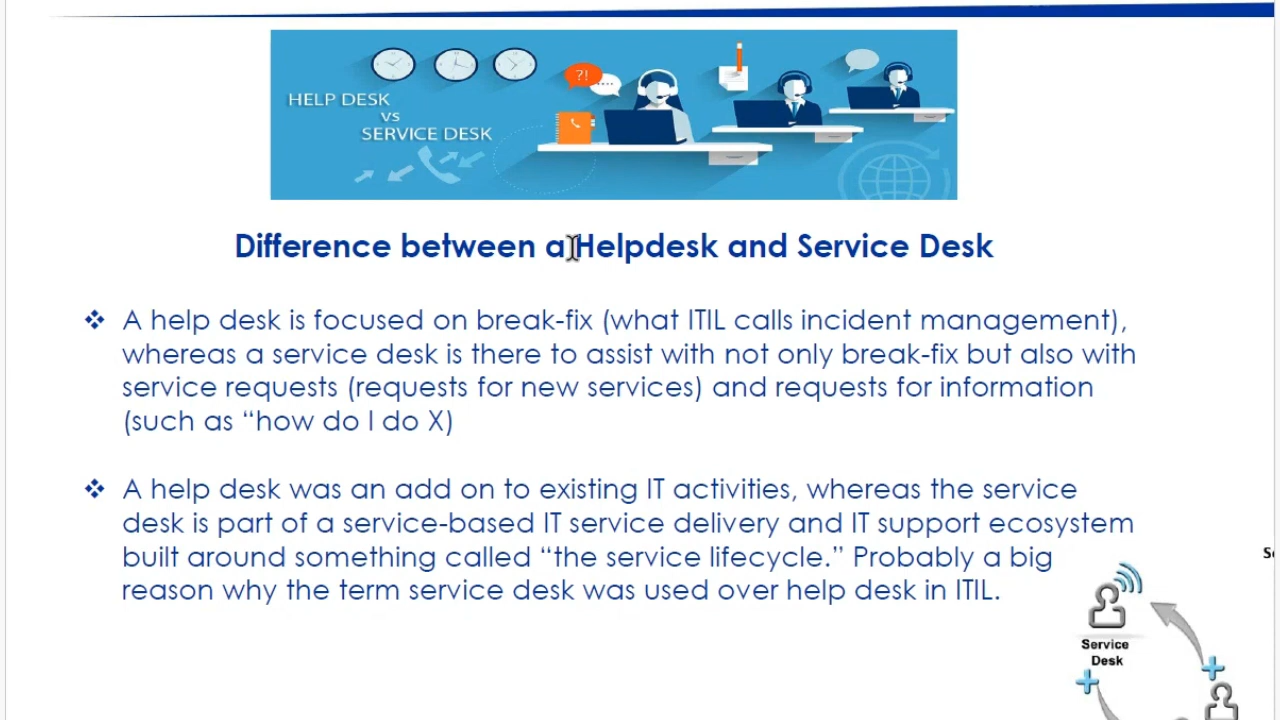 HELP DESK
vs
SERVICE DESK
?!
Difference between a Helpdesk and Service Desk
❖ A help desk is focused on break-fix (what ITIL calls incident management),
whereas a service desk is there to assist with not only break-fix but also with
service requests (requests for new services) and requests for information
(such as “how do I do X)
❖ A help desk was an add on to existing IT activities, whereas the service
desk is part of a service-based IT service delivery and IT support ecosystem
built around something called “the service lifecycle.” Probably a big
reason why the term service desk was used over help desk in ITIL.
Service
Desk